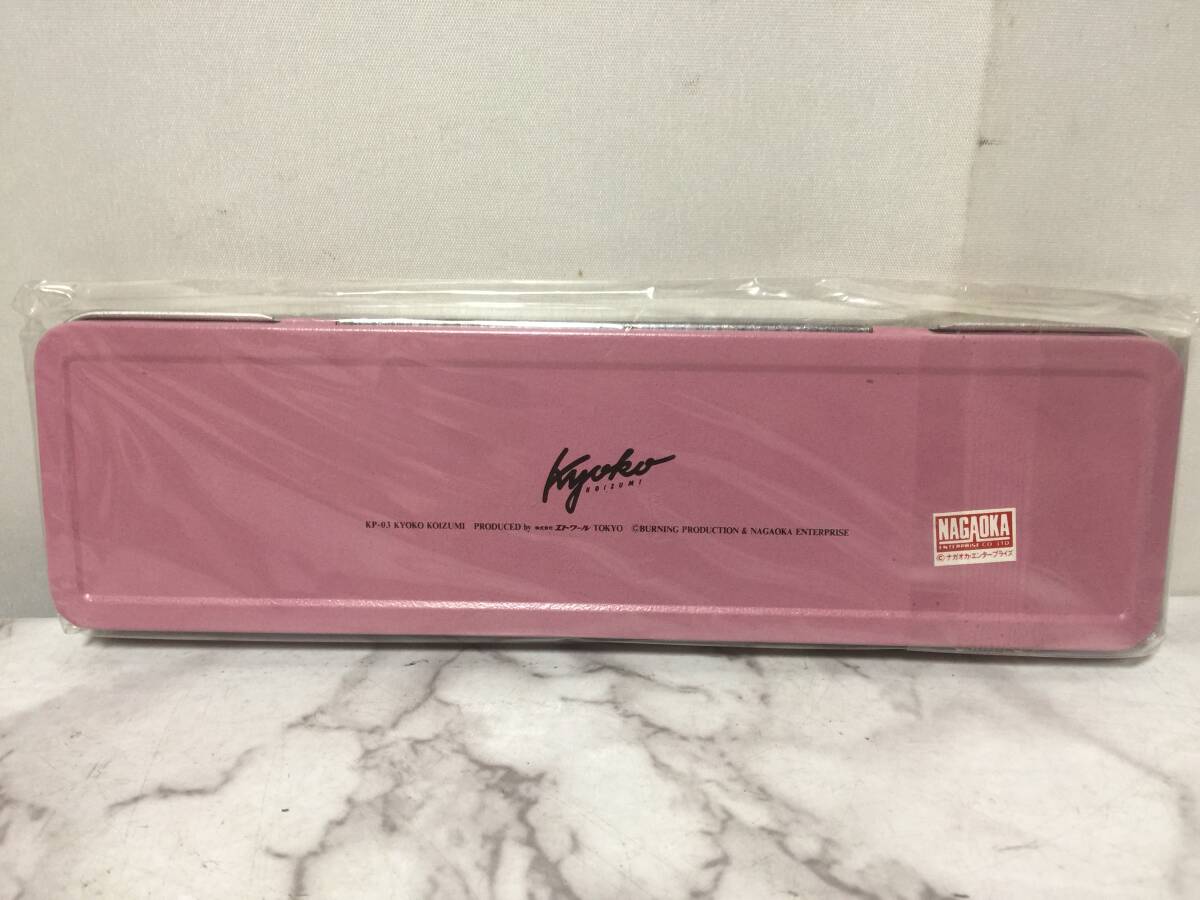 Kyoko
KOIZUMI
KP-03 KYOKO KOIZUMI PRODUCED by 株式会社 エトワール TOKYO ©BURNING PRODUCTION & NAGAOKA ENTERPRISE
NAGAOKA
ENTERPRISE CO. LTD
©ナガオカ・エンタープライズ